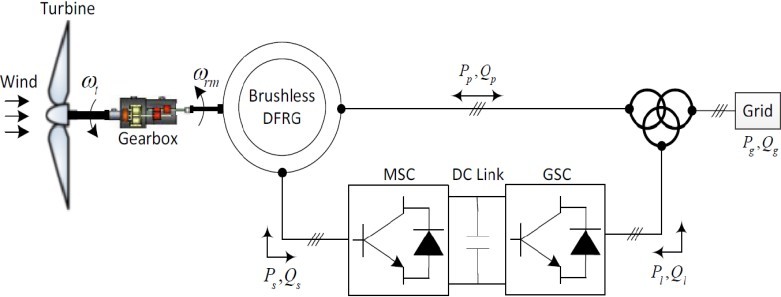 Turbine
Wind
ω_t
Gearbox
ω_rm
Brushless
DFRG
P_p, Q_p
Grid
P_g, Q_g
MSC
DC Link
GSC
P_s, Q_s
P_l, Q_l